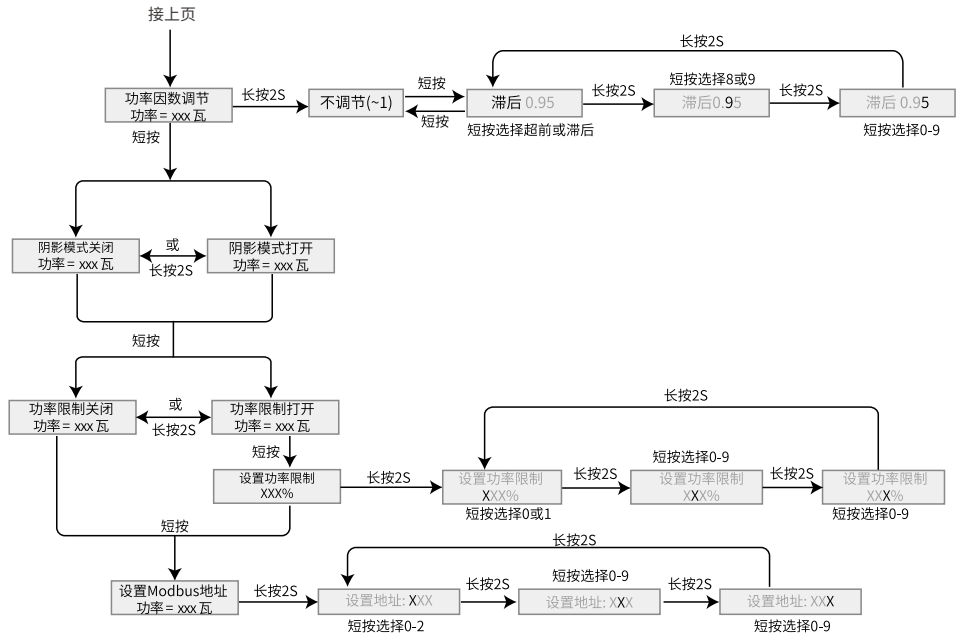 接上页
长按2S
功率因数调节
功率= xxx 瓦
长按2S
不调节(~1)
短按
短按
滞后 0.95
短按选择超前或滞后
长按2S
短按选择8或9
滞后0.95
长按2S
滞后 0.95
短按选择0-9
短按
阴影模式关闭
功率= xxx 瓦
或
长按2S
阴影模式打开
功率= xxx 瓦
短按
功率限制关闭
功率= xxx 瓦
或
长按2S
功率限制打开
功率= xxx 瓦
短按
设置功率限制
XXX%
长按2S
长按2S
设置功率限制
XXX%
短按选择0或1
长按2S
短按选择0-9
设置功率限制
XXX%
长按2S
设置功率限制
XXX%
短按选择0-9
短按
设置Modbus地址
功率= xxx 瓦
长按2S
长按2S
设置地址: XXX
短按选择0-2
长按2S
短按选择0-9
设置地址: XXX
长按2S
设置地址: XXX
短按选择0-9